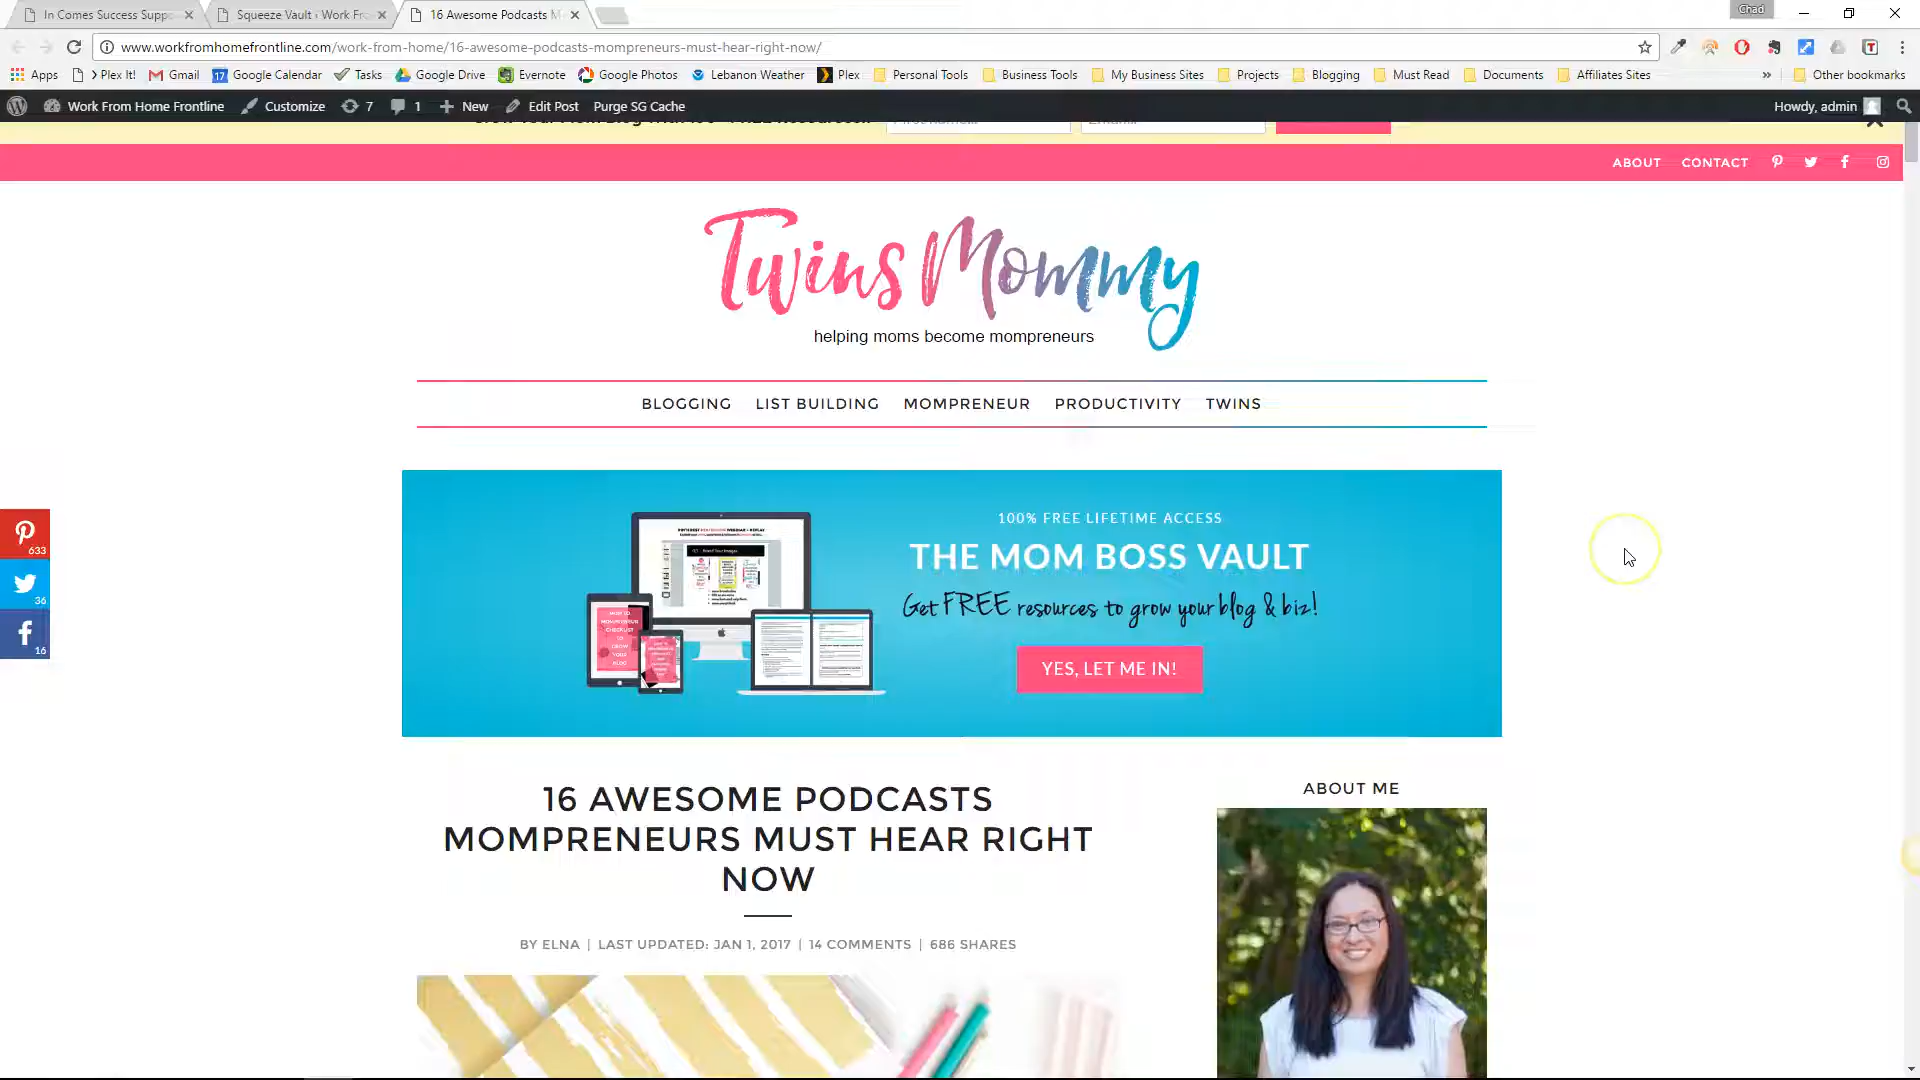 In Comes Success Supp
Squeeze Vault › Work Fr
16 Awesome Podcasts M
Chad
www.workfromhomefrontline.com/work-from-home/16-awesome-podcasts-mompreneurs-must-hear-right-now/
Apps
> Plex It!
Gmail
Google Calendar
Tasks
Google Drive
Evernote
Google Photos
Lebanon Weather
Plex
Personal Tools
Business Tools
My Business Sites
Projects
Blogging
Must Read
Documents
Affiliates Sites
»
Other bookmarks
Work From Home Frontline
Customize
7
1
New
Edit Post
Purge SG Cache
Howdy, admin
ABOUT
CONTACT
Twins Mommy
helping moms become mompreneurs
BLOGGING
LIST BUILDING
MOMPRENEUR
PRODUCTIVITY
TWINS
633
36
16
100% FREE LIFETIME ACCESS
THE MOM BOSS VAULT
Get FREE resources to grow your blog & biz!
YES, LET ME IN!
16 AWESOME PODCASTS
MOMPRENEURS MUST HEAR RIGHT
NOW
BY ELNA | LAST UPDATED: JAN 1, 2017 | 14 COMMENTS | 686 SHARES
ABOUT ME